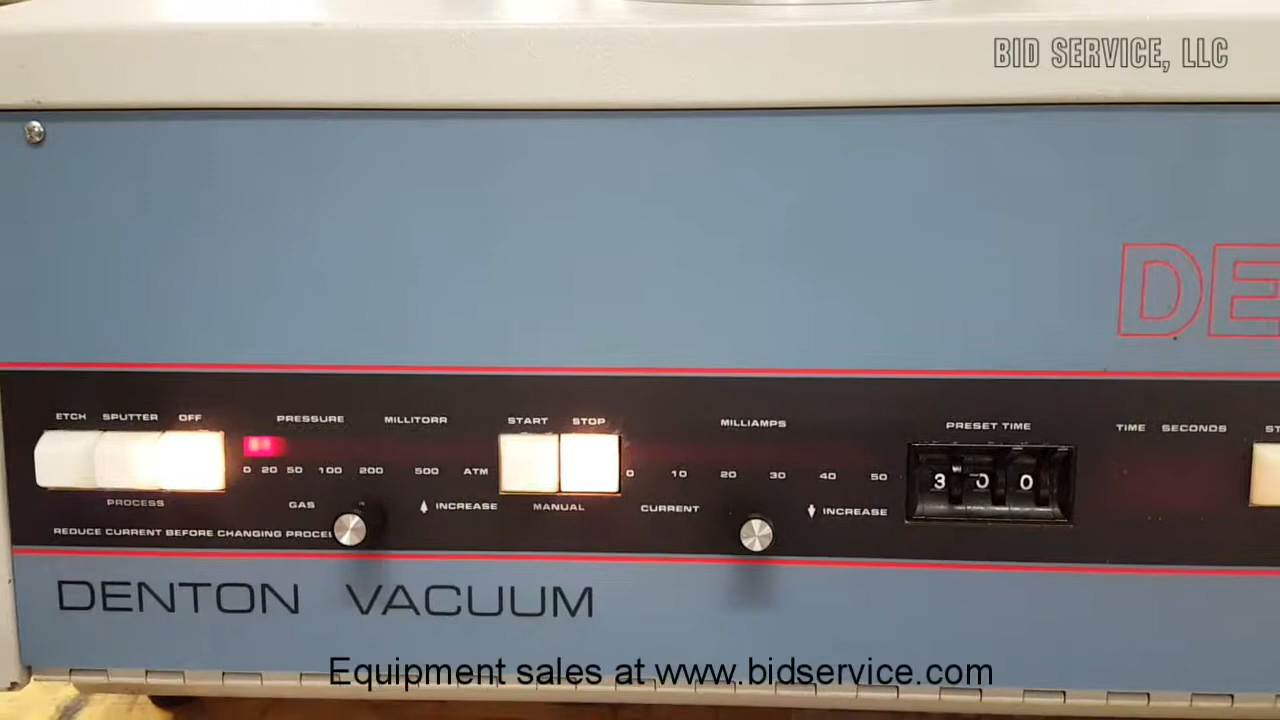 BID SERVICE, LLC
DE
ETCH SPUTTER OFF
PRESSURE MILLITORR
START STOP
MILLIAMPS
PRESET TIME
TIME SECONDS
ST
0 20 50 100 200 500 ATM
0 10 20 30 40 50
3 0 0
PROCESS
GAS
INCREASE
MANUAL
CURRENT
INCREASE
REDUCE CURRENT BEFORE CHANGING PROCE
DENTON VACUUM
Equipment sales at www.bidservice.com